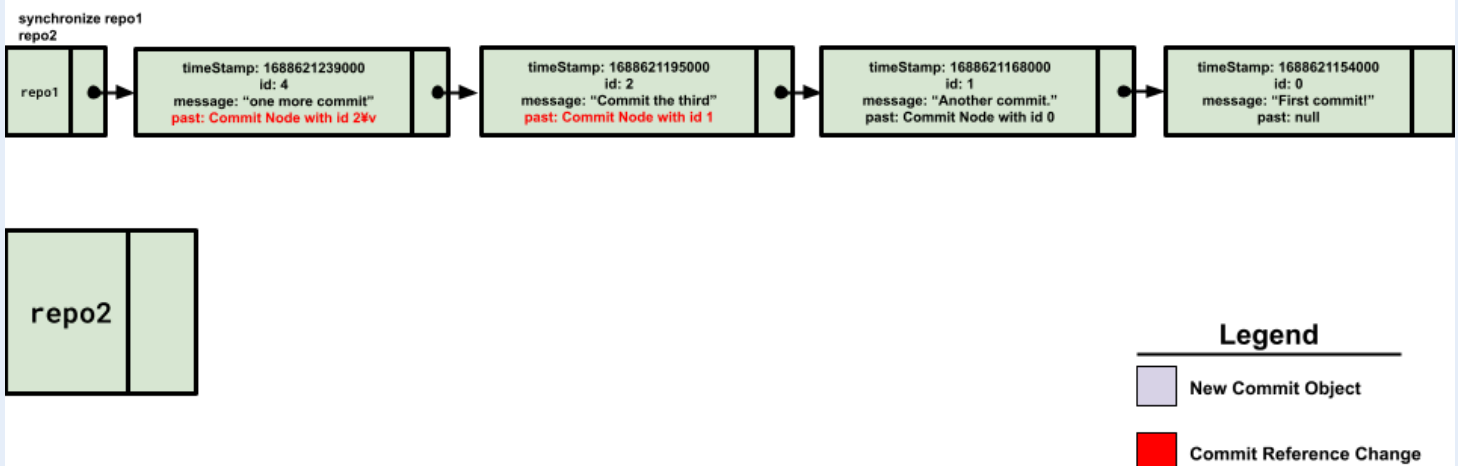 synchronize repo1
repo2
repo1
timeStamp: 1688621239000
id: 4
message: “one more commit”
past: Commit Node with id 2¥v
timeStamp: 1688621195000
id: 2
message: “Commit the third”
past: Commit Node with id 1
timeStamp: 1688621168000
id: 1
message: “Another commit.”
past: Commit Node with id 0
timeStamp: 1688621154000
id: 0
message: “First commit!”
past: null
repo2
Legend
New Commit Object
Commit Reference Change